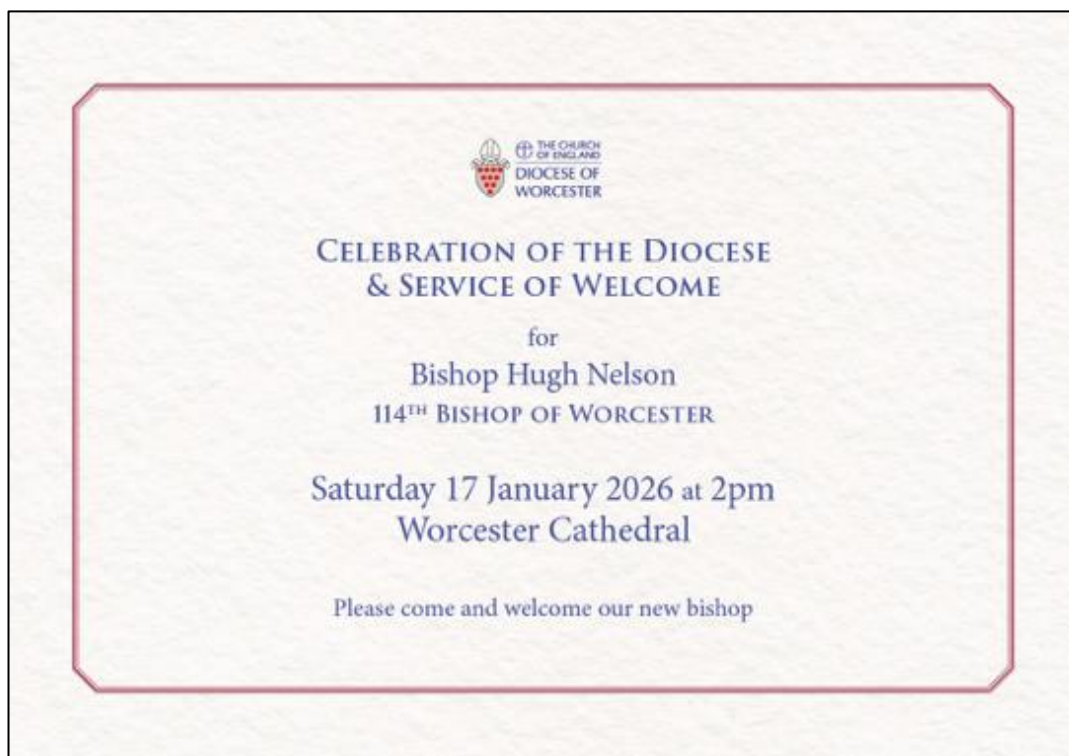 THE CHURCH
OF ENGLAND
DIOCESE OF
WORCESTER
CELEBRATION OF THE DIOCESE
& SERVICE OF WELCOME
for
Bishop Hugh Nelson
114TH BISHOP OF WORCESTER
Saturday 17 January 2026 at 2pm
Worcester Cathedral
Please come and welcome our new bishop